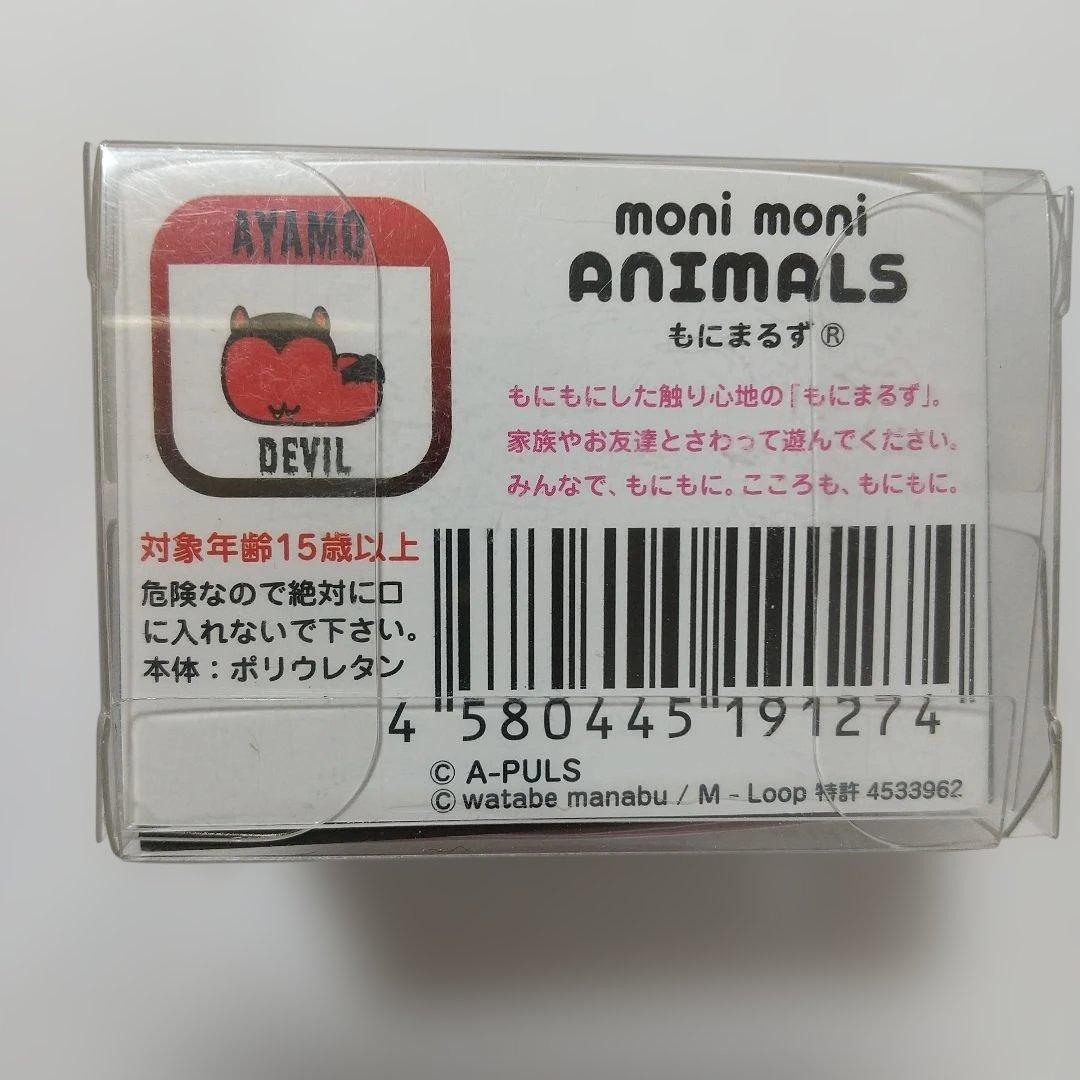 AYAMO
DEVIL
moni moni
ANIMALS
もにまるず®
もにもにした触り心地の「もにまるず」。
家族やお友達とさわって遊んでください。
みんなで、もにもに。こころも、もにもに。
対象年齢15歳以上
危険なので絶対に口
に入れないで下さい。
本体：ポリウレタン
4 580445 191274
© A-PULS
© watabe manabu / M - Loop 特許 4533962